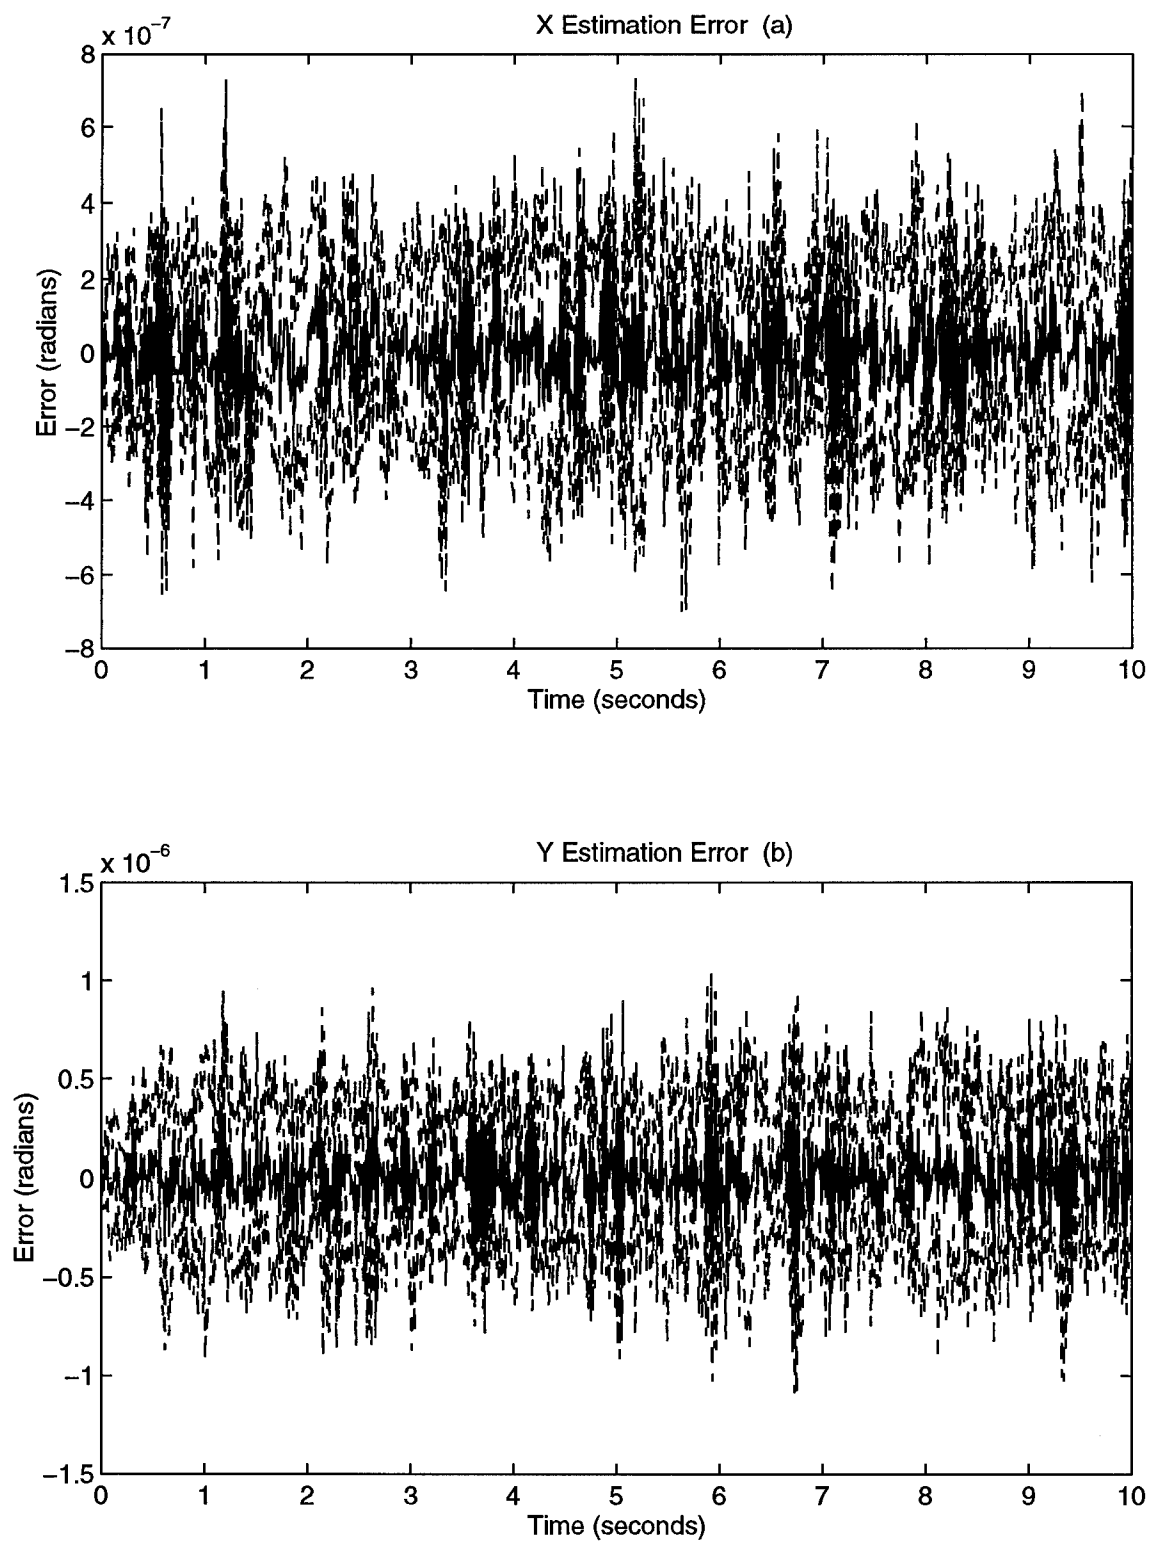 X Estimation Error (a)
x 10−7
8
6
4
2
0
−2
−4
−6
−8
Error (radians)
0 1 2 3 4 5 6 7 8 9 10
Time (seconds)
Y Estimation Error (b)
x 10−6
1.5
1
0.5
0
−0.5
−1
−1.5
Error (radians)
0 1 2 3 4 5 6 7 8 9 10
Time (seconds)